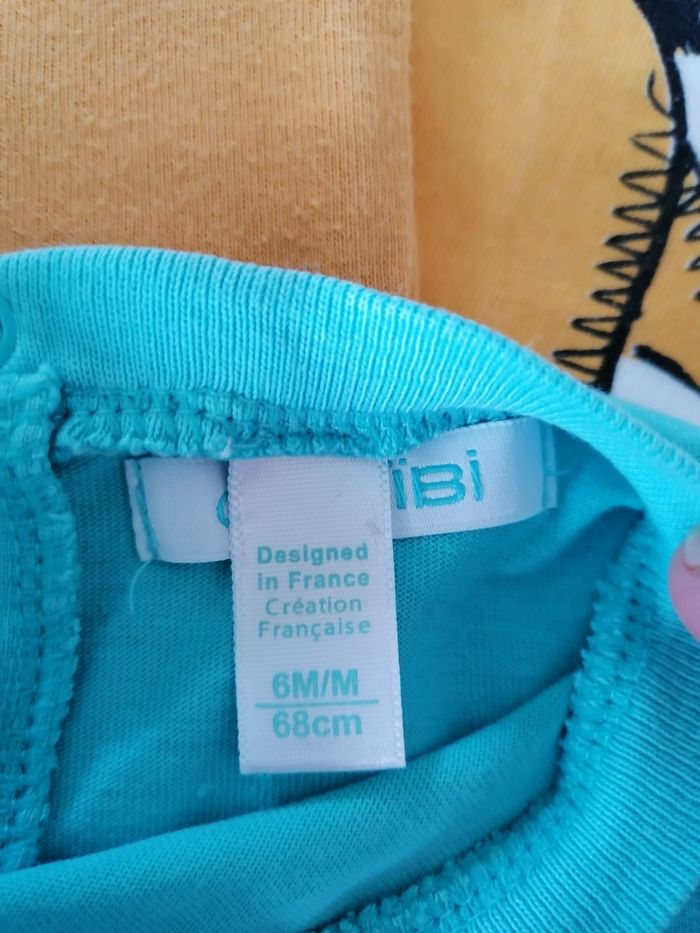 iBi
Designed
in France
Création
Française
6M/M
68cm